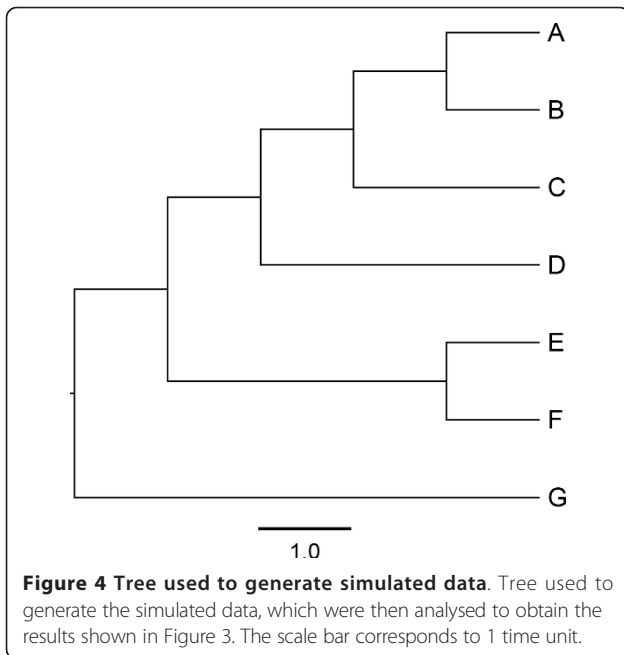 A
B
C
D
E
F
G
1.0
Figure 4 Tree used to generate simulated data. Tree used to
generate the simulated data, which were then analysed to obtain the
results shown in Figure 3. The scale bar corresponds to 1 time unit.